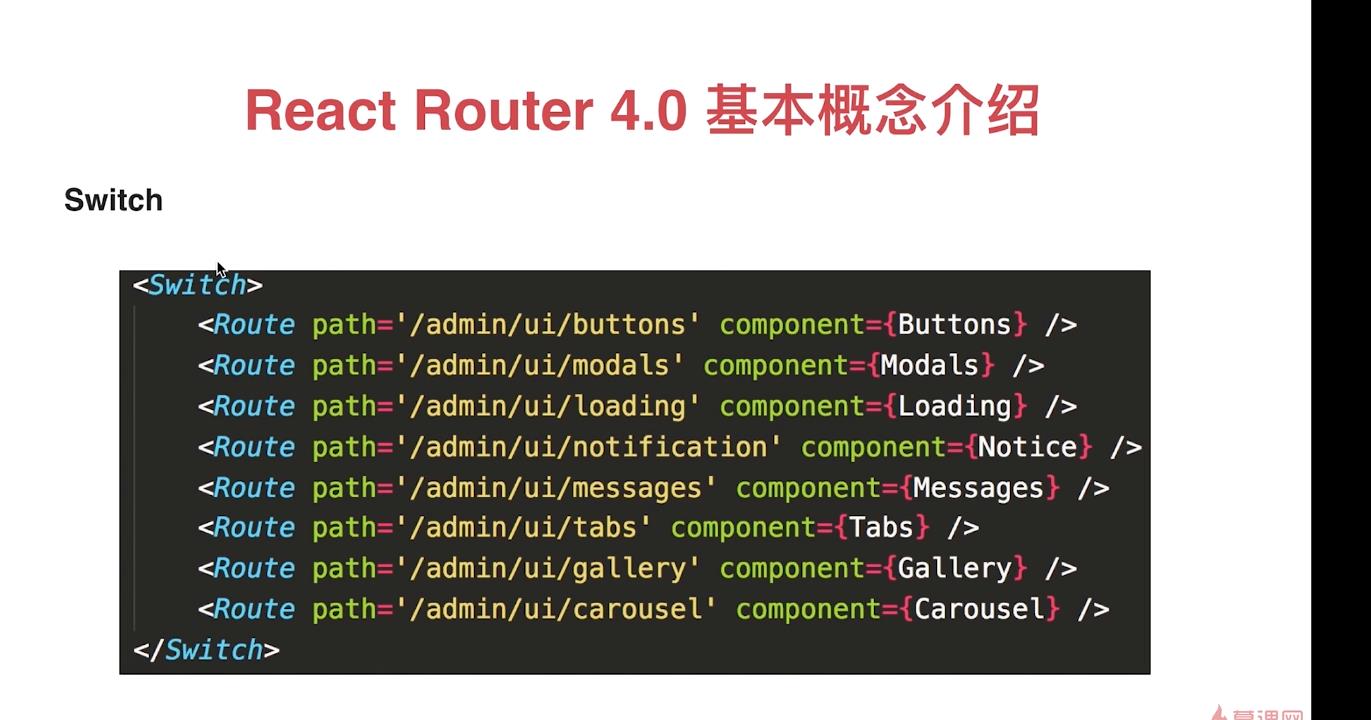 React Router 4.0 基本概念介绍
Switch
<Switch>
<Route path='/admin/ui/buttons' component={Buttons} />
<Route path='/admin/ui/modals' component={Modals} />
<Route path='/admin/ui/loading' component={Loading} />
<Route path='/admin/ui/notification' component={Notice} />
<Route path='/admin/ui/messages' component={Messages} />
<Route path='/admin/ui/tabs' component={Tabs} />
<Route path='/admin/ui/gallery' component={Gallery} />
<Route path='/admin/ui/carousel' component={Carousel} />
</Switch>
慕课网